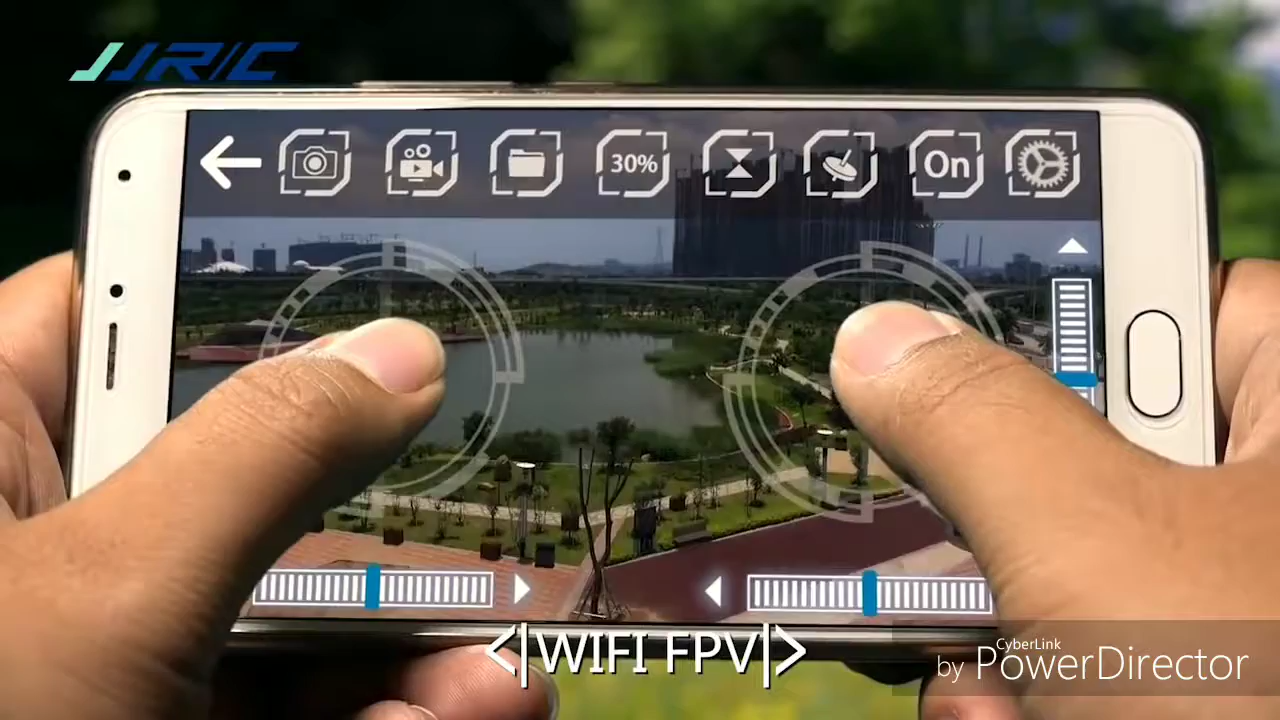 JJRC
30%
On
<|WIFI FPV|>
CyberLink
by PowerDirector